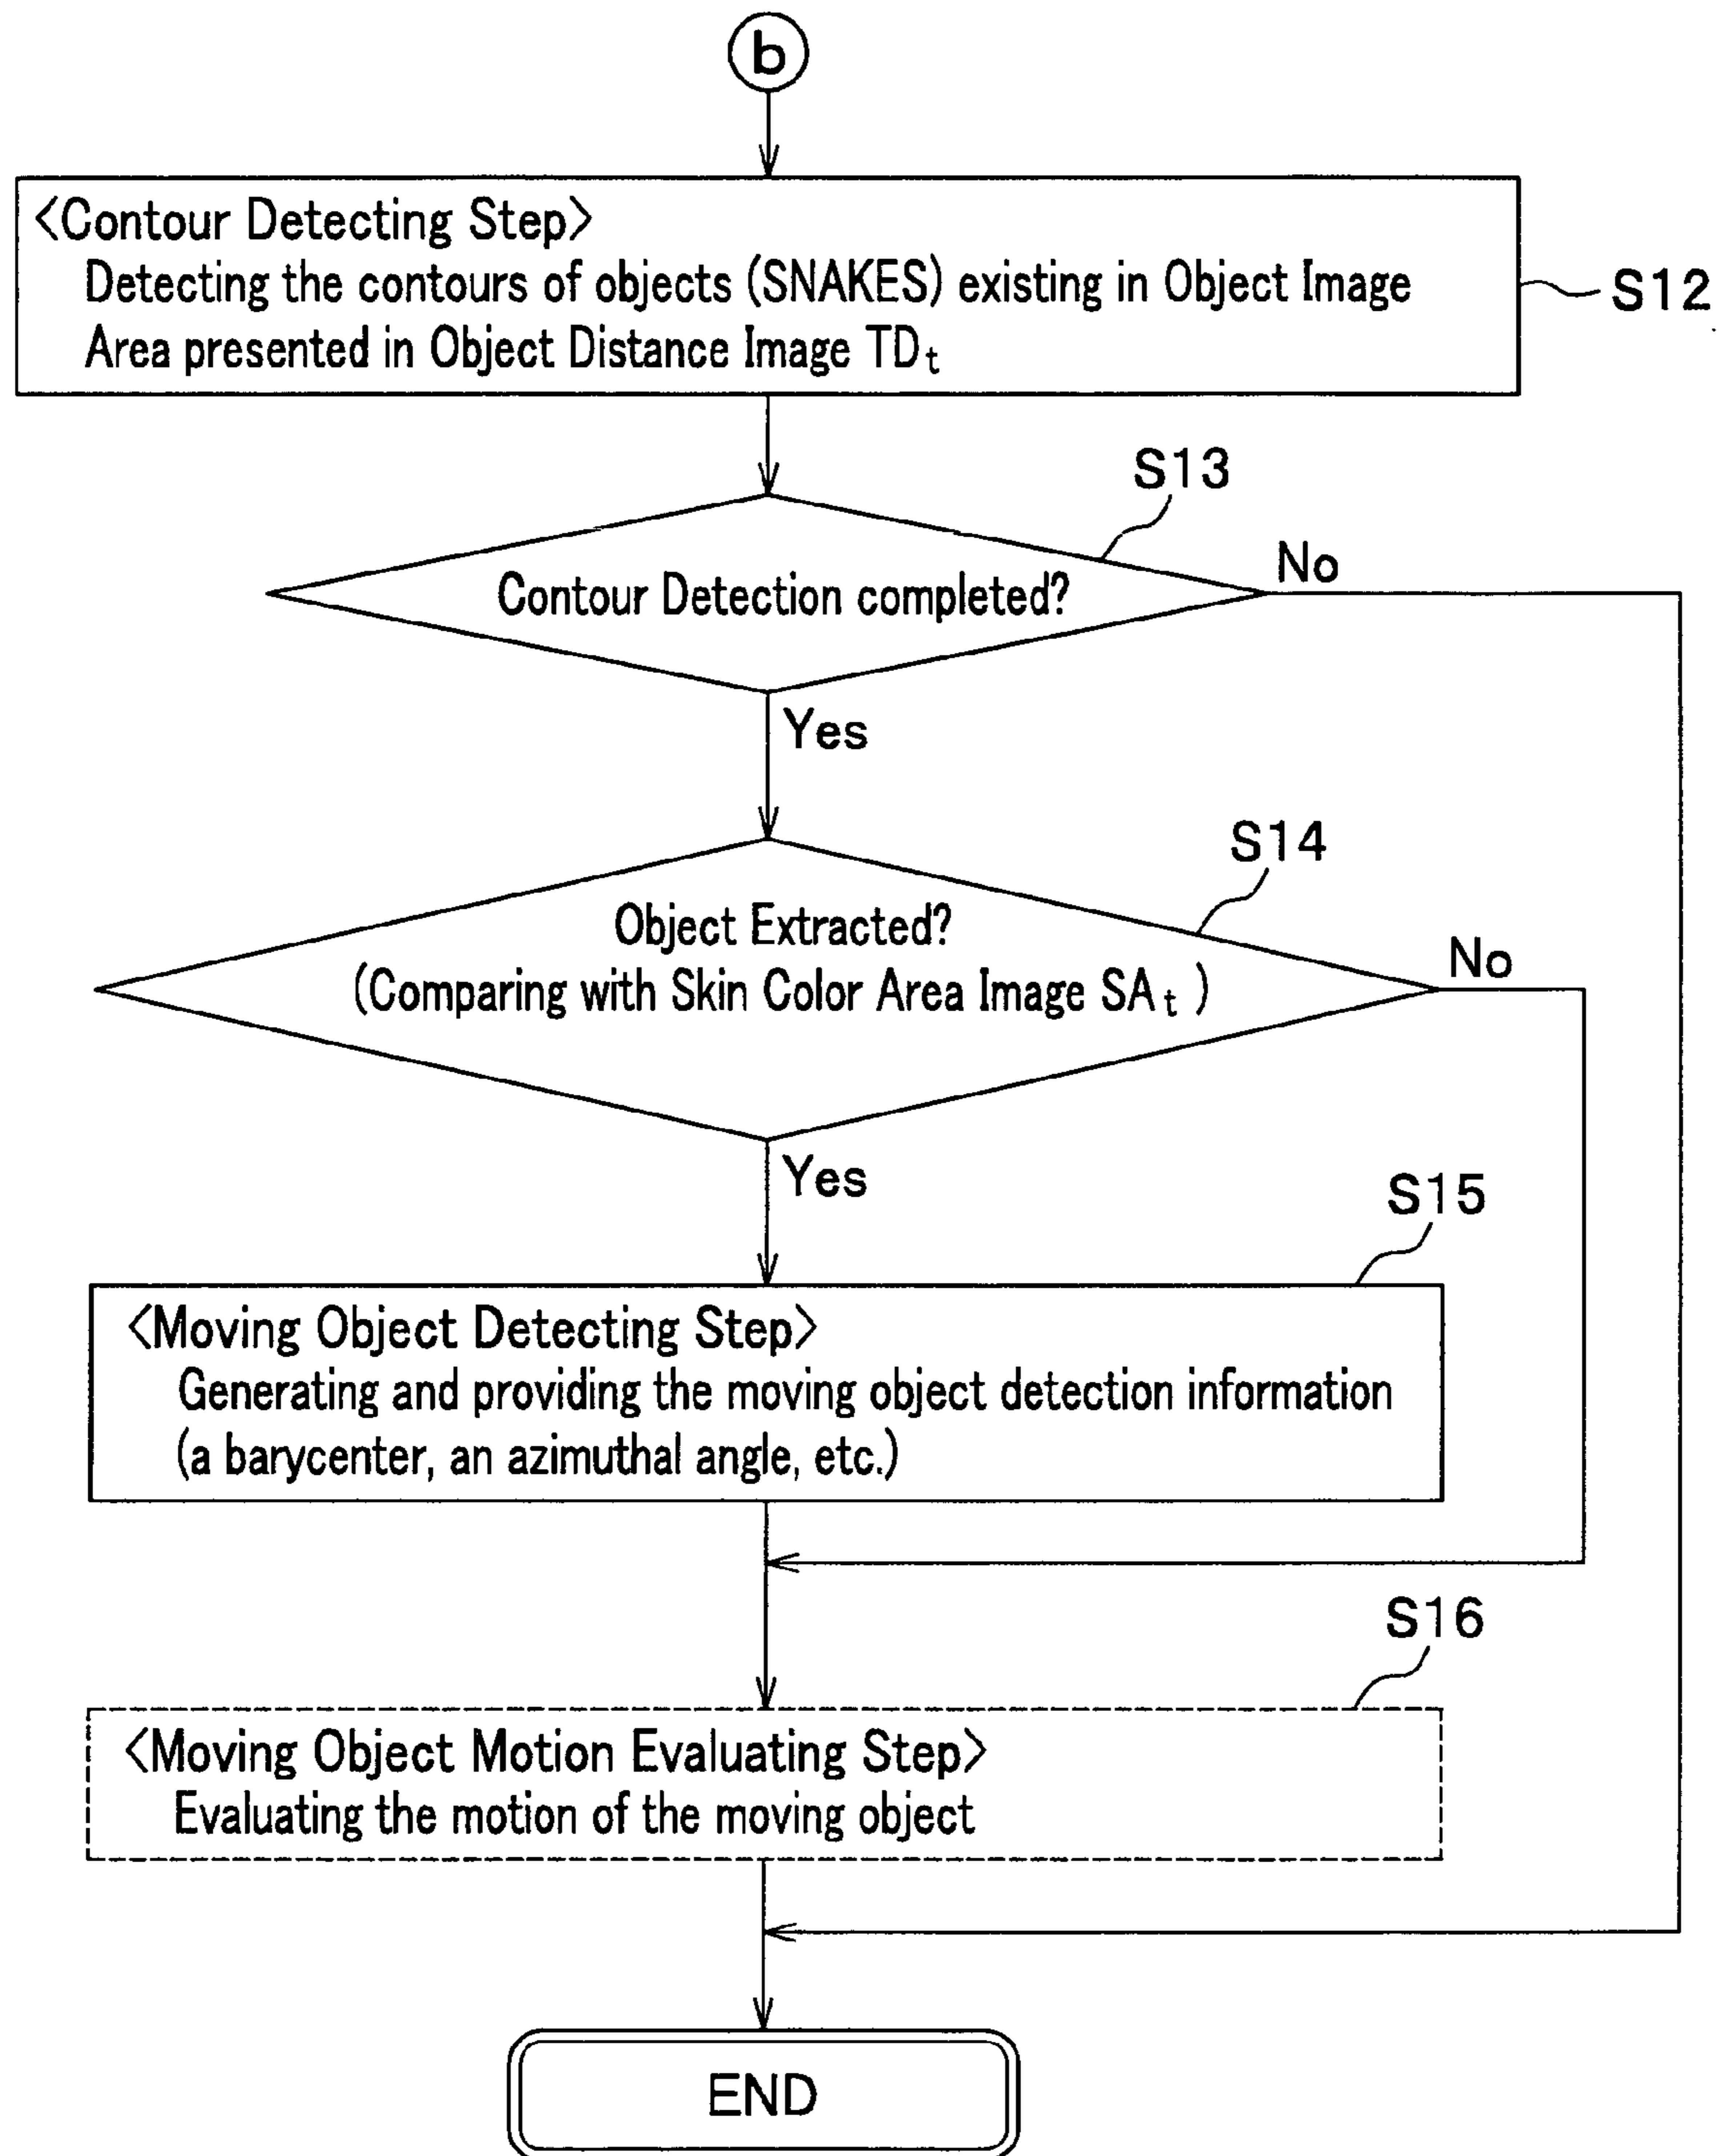 b
<Contour Detecting Step>
Detecting the contours of objects (SNAKES) existing in Object Image
Area presented in Object Distance Image TDt
S12
S13
Contour Detection completed?
No
Yes
S14
Object Extracted?
(Comparing with Skin Color Area Image SAt )
No
Yes
S15
<Moving Object Detecting Step>
Generating and providing the moving object detection information
(a barycenter, an azimuthal angle, etc.)
S16
<Moving Object Motion Evaluating Step>
Evaluating the motion of the moving object
END